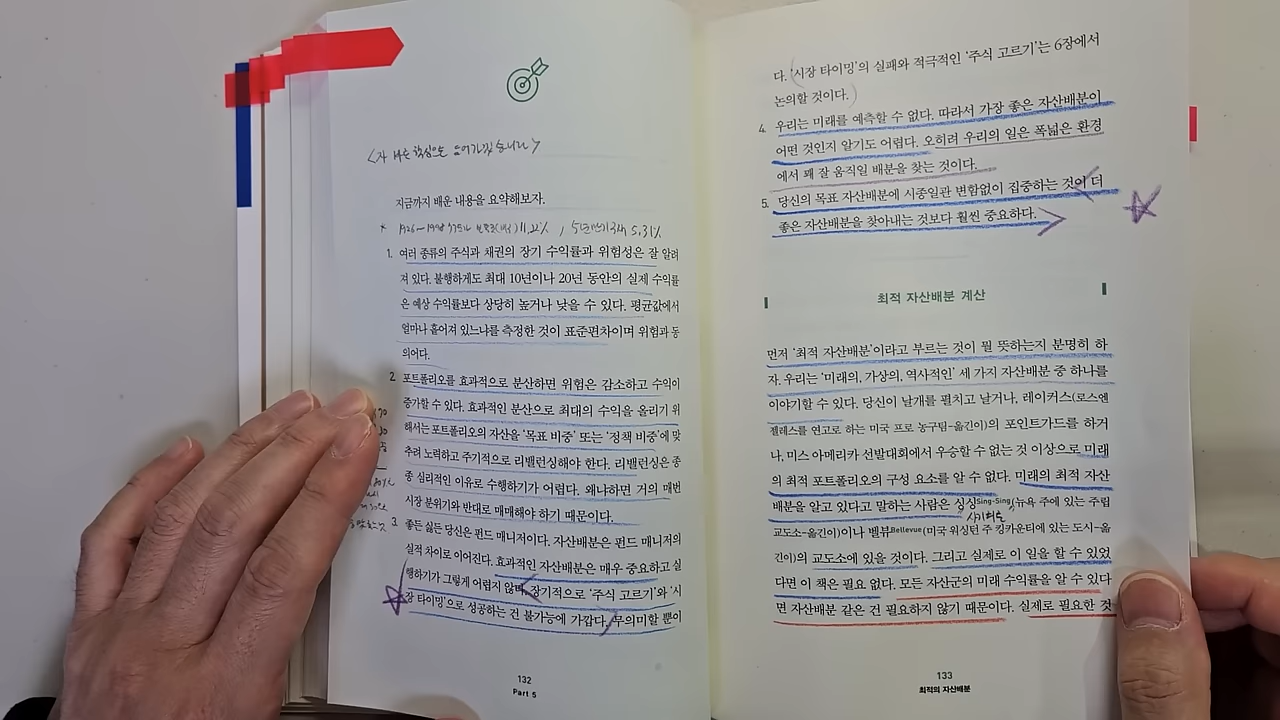 지금까지 배운 내용을 요약해보자.
1. 여러 종류의 주식과 채권의 장기 수익률과 위험성은 잘 알려
져 있다. 불행하게도 최대 10년이나 20년 동안의 실제 수익률
은 예상 수익률보다 상당히 높거나 낮을 수 있다. 평균값에서
얼마나 흩어져 있느냐를 측정한 것이 표준편차이며 위험과 동
의어다.
2. 포트폴리오를 효과적으로 분산하면 위험은 감소하고 수익이
증가할 수 있다. 효과적인 분산으로 최대의 수익을 올리기 위
해서는 포트폴리오의 자산을 '목표 비중' 또는 '정책 비중'에 맞
추려 노력하고 주기적으로 리밸런싱해야 한다. 리밸런싱은 종
종 심리적인 이유로 수행하기가 어렵다. 왜냐하면 거의 매번
시장 분위기와 반대로 매매해야 하기 때문이다.
3. 좋든 싫든 당신은 펀드 매니저이다. 자산배분은 펀드 매니저의
실적 차이로 이어진다. 효과적인 자산배분은 매우 중요하고 실
행하기가 그렇게 어렵지 않며, 장기적으로 '주식 고르기'와 '시
장 타이밍'으로 성공하는 건 불가능에 가깝다. 무의미할 뿐이
132
Part 5
다. (시장 타이밍'의 실패와 적극적인 '주식 고르기'는 6장에서
논의할 것이다.)
4. 우리는 미래를 예측할 수 없다. 따라서 가장 좋은 자산배분이
어떤 것인지 알기도 어렵다. 오히려 우리의 일은 폭넓은 환경
에서 꽤 잘 움직일 배분을 찾는 것이다.
5. 당신의 목표 자산배분에 시종일관 변함없이 집중하는 것이 더
좋은 자산배분을 찾아내는 것보다 훨씬 중요하다.
최적 자산배분 계산
먼저 '최적 자산배분'이라고 부르는 것이 뭘 뜻하는지 분명히 하
자. 우리는 '미래의, 가상의, 역사적인' 세 가지 자산배분 중 하나를
이야기할 수 있다. 당신이 날개를 펼치고 날거나, 레이커스(로스엔
젤레스를 연고로 하는 미국 프로 농구팀-옮긴이)의 포인트가드를 하거
나, 미스 아메리카 선발대회에서 우승할 수 없는 것 이상으로 미래
의 최적 포트폴리오의 구성 요소를 알 수 없다. 미래의 최적 자산
배분을 알고 있다고 말하는 사람은 싱싱Sing-Sing(뉴욕 주에 있는 주립
교도소-옮긴이)이나 벨뷰Bellevue(미국 워싱턴 주 킹카운티에 있는 도시-옮
긴이)의 교도소에 있을 것이다. 그리고 실제로 이 일을 할 수 있었
다면 이 책은 필요 없다. 모든 자산군의 미래 수익률을 알 수 있다
면 자산배분 같은 건 필요하지 않기 때문이다. 실제로 필요한 것
133
최적의 자산배분